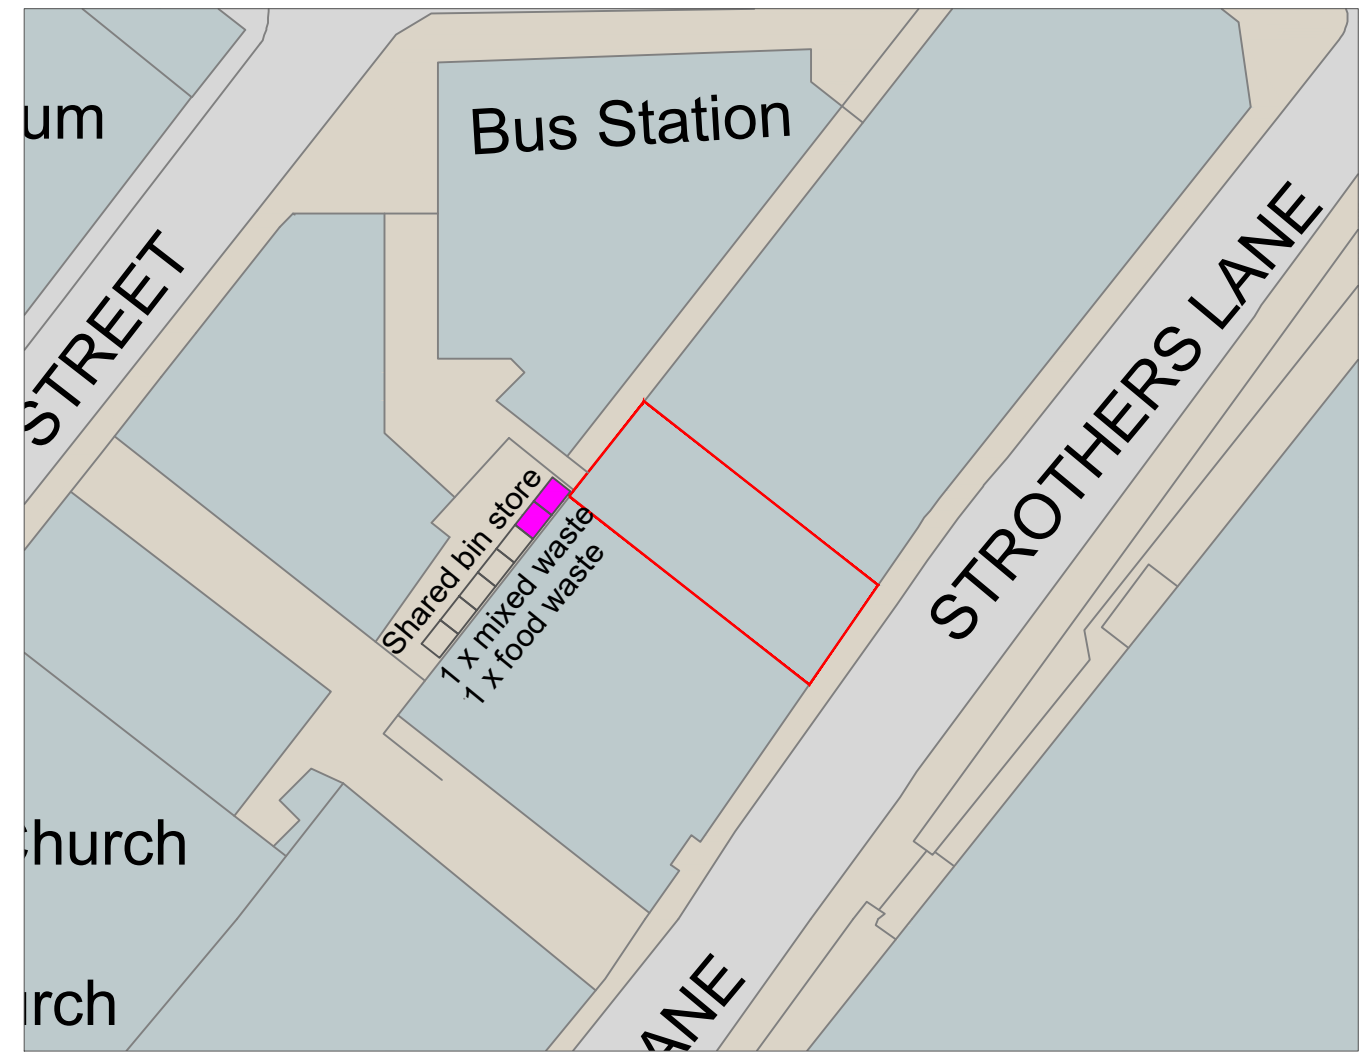 um
Bus Station
STREET
STROTHERS LANE
Shared bin store
1 x mixed waste
1 x food waste
hurch
rch
ANE